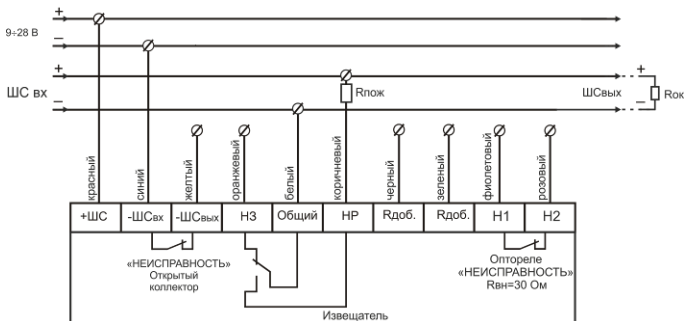 +
9÷28 В
−
+
ШС вх
−
Rпож
ШСвых
+
−
Rок
красный
синий
желтый
оранжевый
белый
коричневый
черный
зеленый
фиолетовый
розовый
+ШС
-ШСвх
-ШСвых
НЗ
Общий
НР
Rдоб.
Rдоб.
Н1
Н2
«НЕИСПРАВНОСТЬ»
Открытый
коллектор
Оптореле
«НЕИСПРАВНОСТЬ»
Rвн=30 Ом
Извещатель